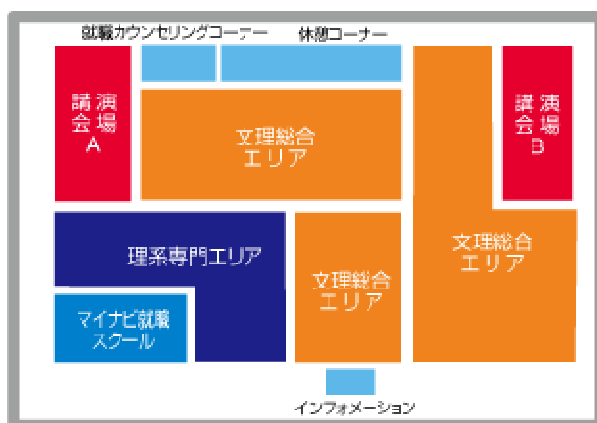 就職カウンセリングコーナー
休憩コーナー
講演
会場
A
文理総合
エリア
講演
会場
B
理系専門エリア
文理総合
エリア
文理総合
エリア
マイナビ就職
スクール
インフォメーション